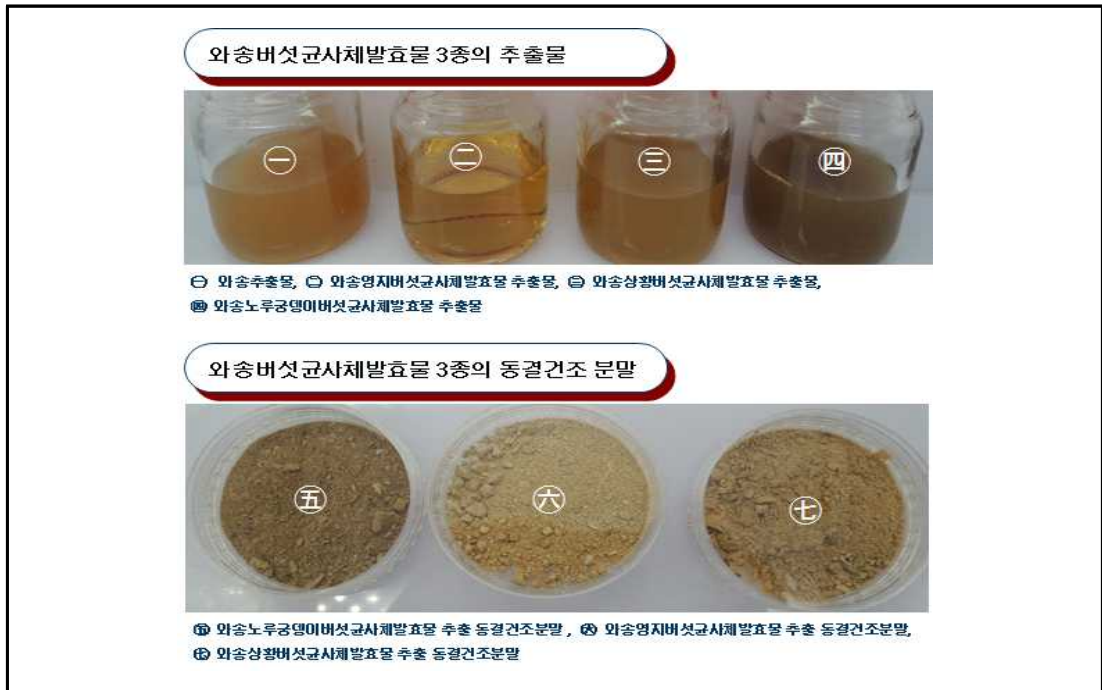 와송버섯균사체발효물 3종의 추출물
㊀ ㊁ ㊂ ㊃
㊀ 와송추출물, ㊁ 와송영지버섯균사체발효물 추출물, ㊂ 와송상황버섯균사체발효물 추출물,
㊃ 와송노루궁뎅이버섯균사체발효물 추출물
와송버섯균사체발효물 3종의 동결건조 분말
㊄ ㊅ ㊆
㊄ 와송노루궁뎅이버섯균사체발효물 추출 동결건조분말 , ㊅ 와송영지버섯균사체발효물 추출 동결건조분말,
㊆ 와송상황버섯균사체발효물 추출 동결건조분말